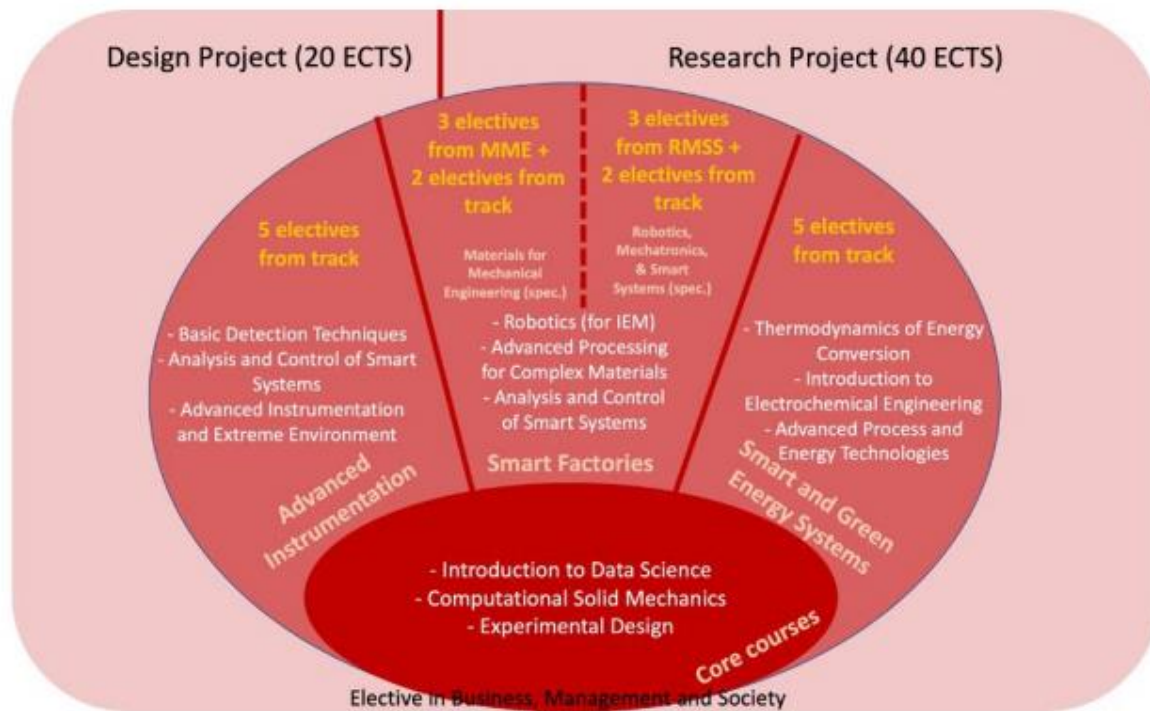 Design Project (20 ECTS)
Research Project (40 ECTS)
5 electives
from track
- Basic Detection Techniques
- Analysis and Control of Smart
Systems
- Advanced Instrumentation
and Extreme Environment
Advanced
Instrumentation
3 electives
from MME +
2 electives from
track
Materials for
Mechanical
Engineering (spec.)
3 electives
from RMSS +
2 electives from
track
Robotics,
Mechatronics,
& Smart
Systems (spec.)
- Robotics (for IEM)
- Advanced Processing
for Complex Materials
- Analysis and Control
of Smart Systems
Smart Factories
5 electives
from track
- Thermodynamics of Energy
Conversion
- Introduction to
Electrochemical Engineering
- Advanced Process and
Energy Technologies
Smart and Green
Energy Systems
- Introduction to Data Science
- Computational Solid Mechanics
- Experimental Design
Core courses
Elective in Business, Management and Society